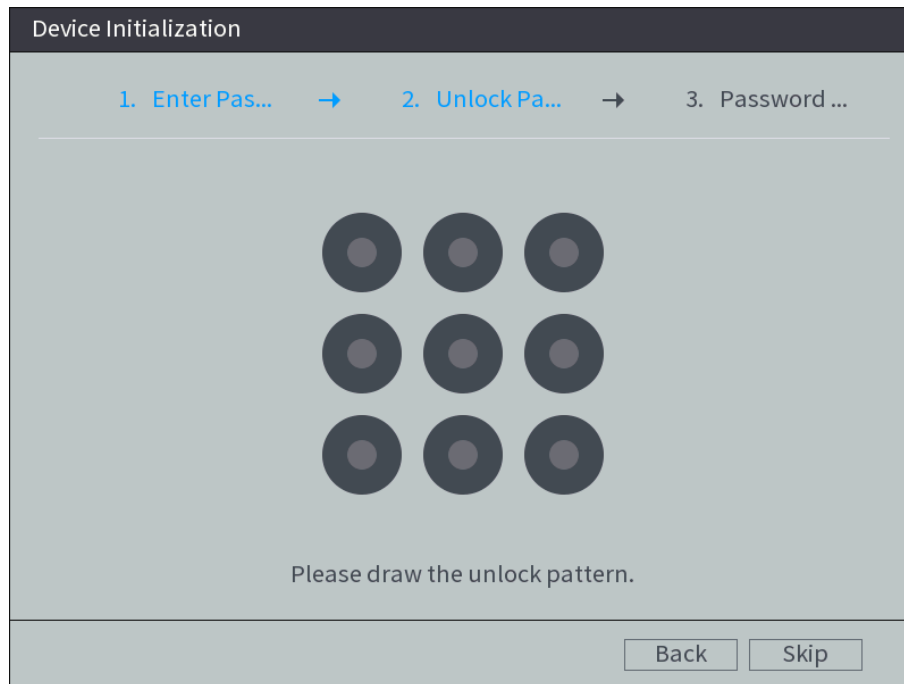 Device Initialization
1. Enter Pas... → 2. Unlock Pa... → 3. Password ...
Please draw the unlock pattern.
Back Skip